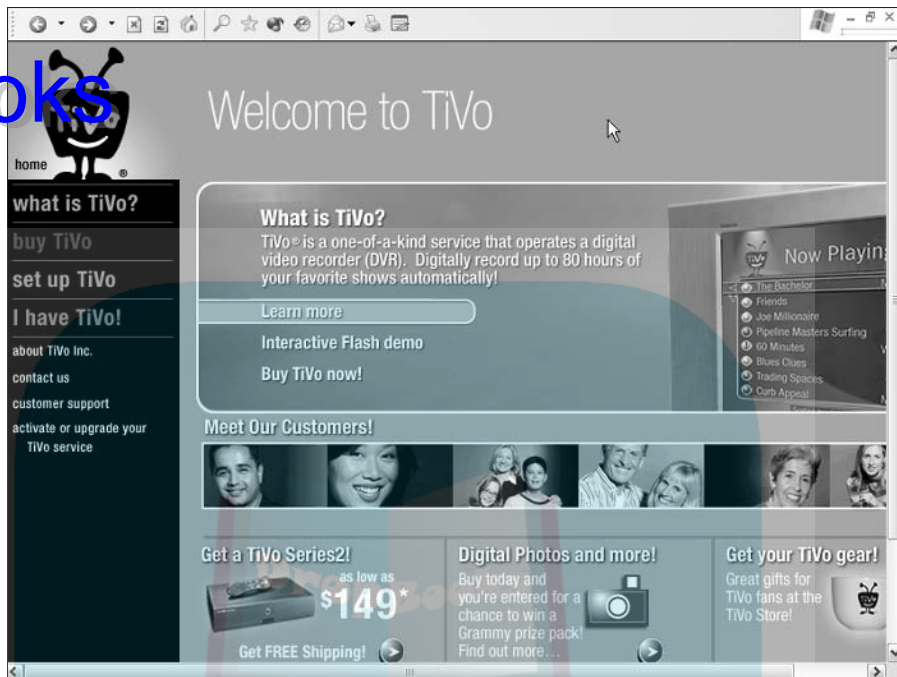 oks
TiVo
home
®
Welcome to TiVo
what is TiVo?
buy TiVo
set up TiVo
I have TiVo!
about TiVo Inc.
contact us
customer support
activate or upgrade your
TiVo service
What is TiVo?
TiVo® is a one-of-a-kind service that operates a digital
video recorder (DVR). Digitally record up to 80 hours of
your favorite shows automatically!
Learn more
Interactive Flash demo
Buy TiVo now!
Now Playin
The Bachelor
Friends
Joe Millionaire
Pipeline Masters Surfing
60 Minutes
Blues Clues
Trading Spaces
Curb Appeal
Meet Our Customers!
Get a TiVo Series2!
as low as
$149*
Get FREE Shipping!
Digital Photos and more!
Buy today and
you're entered for a
chance to win a
Grammy prize pack!
Find out more...
Get your TiVo gear!
Great gifts for
TiVo fans at the
TiVo Store!